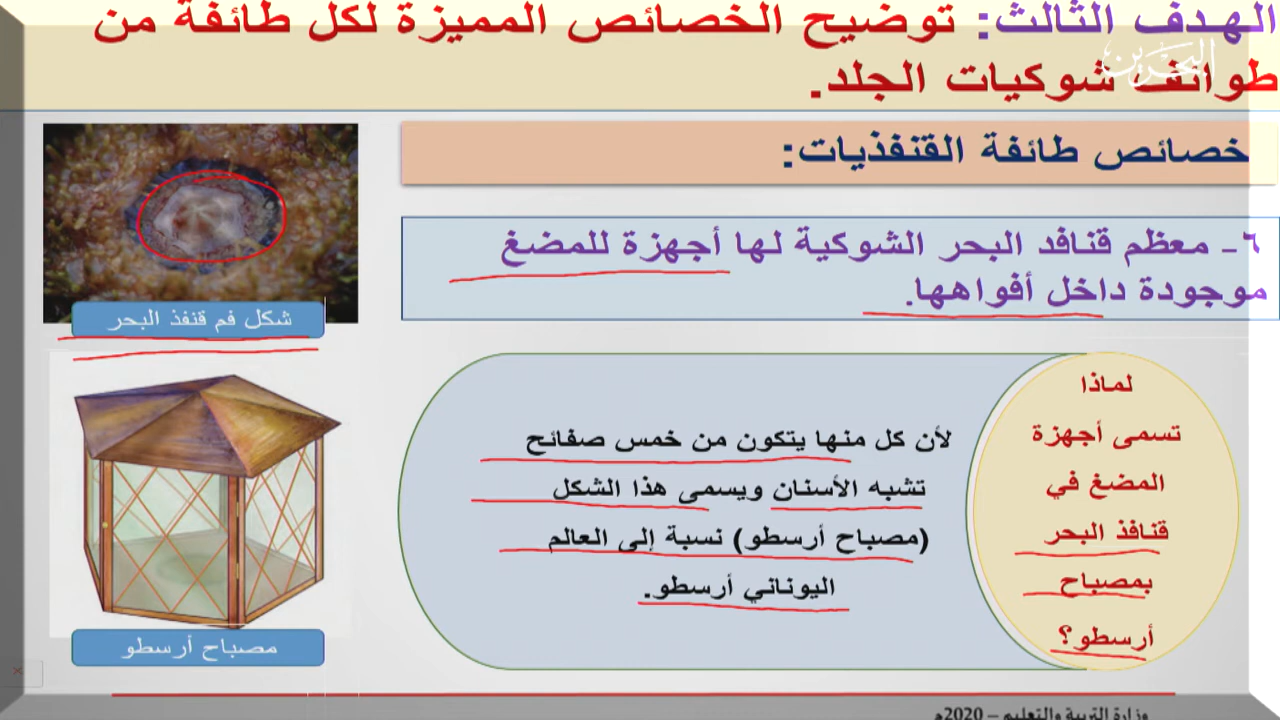 الهدف الثالث: توضيح الخصائص المميزة لكل طائفة من
طوائف شوكيات الجلد.
البحرين
خصائص طائفة القنفذيات:
٦- معظم قنافد البحر الشوكية لها أجهزة للمضغ
موجودة داخل أفواهها.
شكل فم قنفذ البحر
لماذا
تسمى أجهزة
المضغ في
قنافذ البحر
بمصباح
أرسطو؟
لأن كل منها يتكون من خمس صفائح
تشبه الأسنان ويسمى هذا الشكل
(مصباح أرسطو) نسبة إلى العالم
اليوناني أرسطو.
مصباح أرسطو
وزارة التربية والتعليم – 2020م